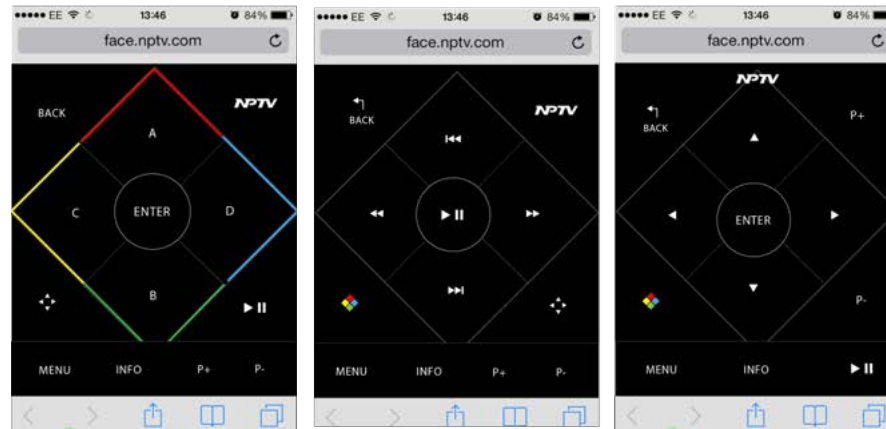 EE 13:46 84%
face.nptv.com
BACK
NPTV
A
C
ENTER
D
B
MENU INFO P+ P-
EE 13:46 84%
face.nptv.com
BACK
NPTV
MENU INFO P+ P-
EE 13:46 84%
face.nptv.com
NPTV
BACK
P+
ENTER
P-
MENU INFO